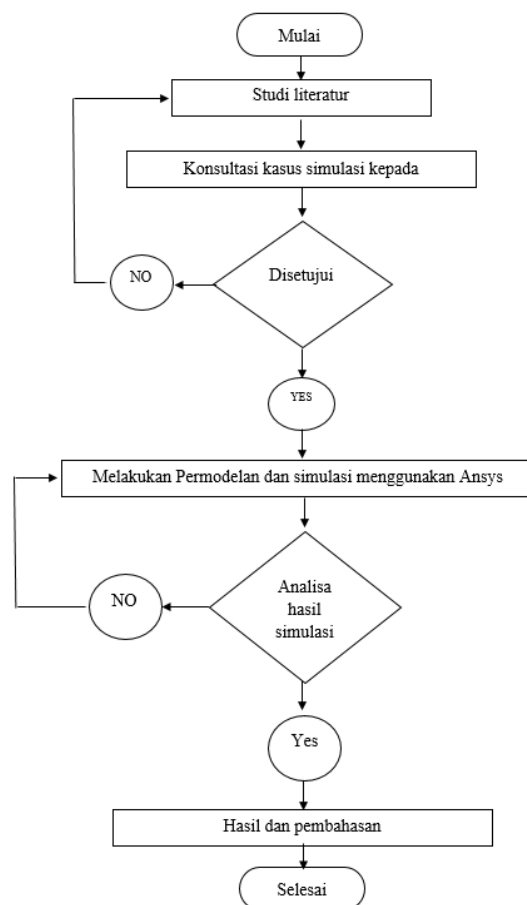 Mulai
Studi literatur
Konsultasi kasus simulasi kepada
Disetujui
NO
YES
Melakukan Permodelan dan simulasi menggunakan Ansys
Analisa
hasil
simulasi
NO
Yes
Hasil dan pembahasan
Selesai